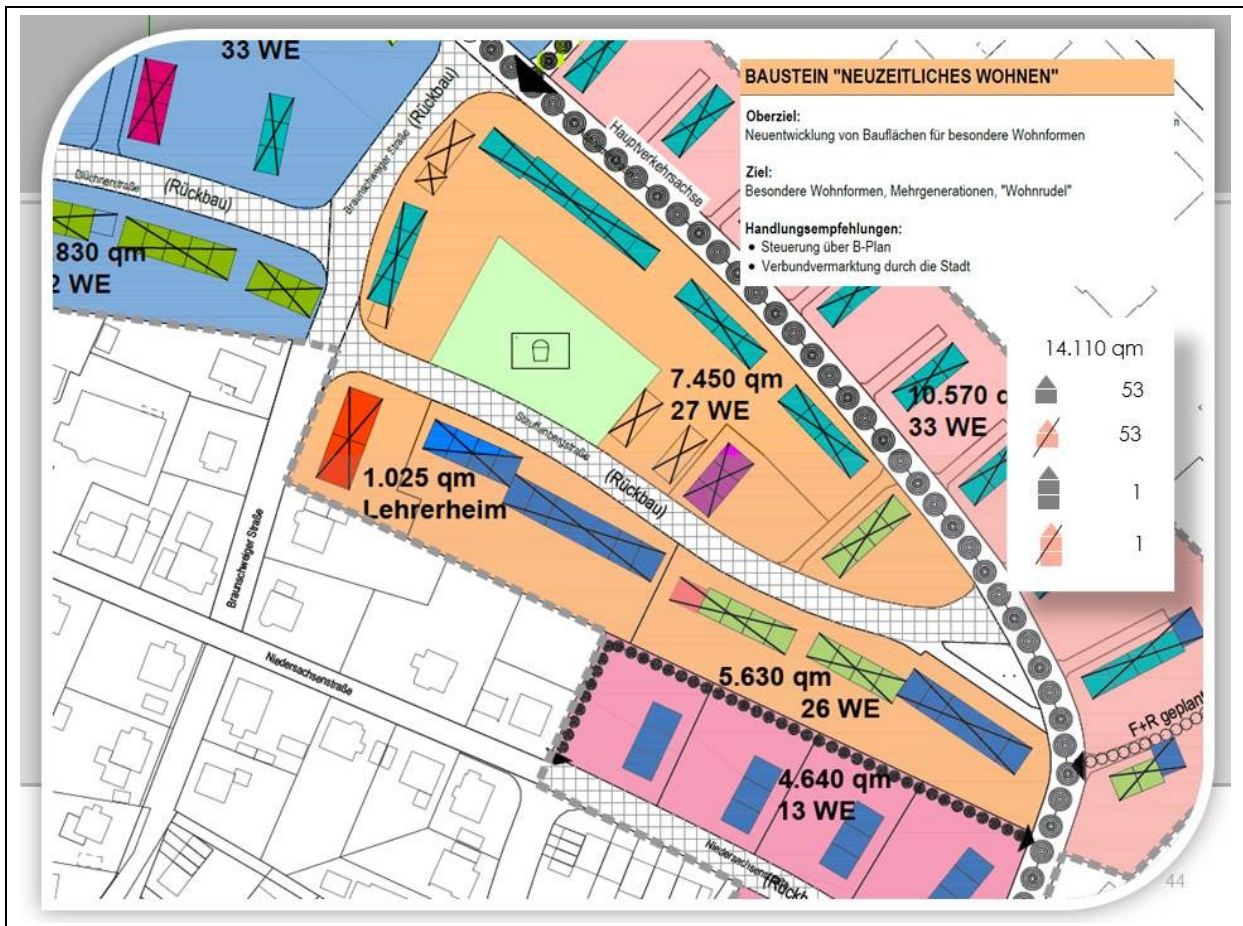 33 WE
(Rückbau)
Braunschweiger Straße
Hauptverkehrsachse
BAUSTEIN "NEUZEITLICHES WOHNEN"
Oberziel:
Neuentwicklung von Bauflächen für besondere Wohnformen
Ziel:
Besondere Wohnformen, Mehrgenerationen, "Wohnrudel"
Handlungsempfehlungen:
• Steuerung über B-Plan
• Verbundvermarktung durch die Stadt
Blücherstraße
(Rückbau)
830 qm
2 WE
14.110 qm
53
53
1
1
7.450 qm
27 WE
10.570
33 WE
Stauffenbergstraße
(Rückbau)
1.025 qm
Lehrerheim
Braunschweiger Straße
Niedersachsenstraße
5.630 qm
26 WE
F+R geplant
4.640 qm
13 WE
(Rückbau
44